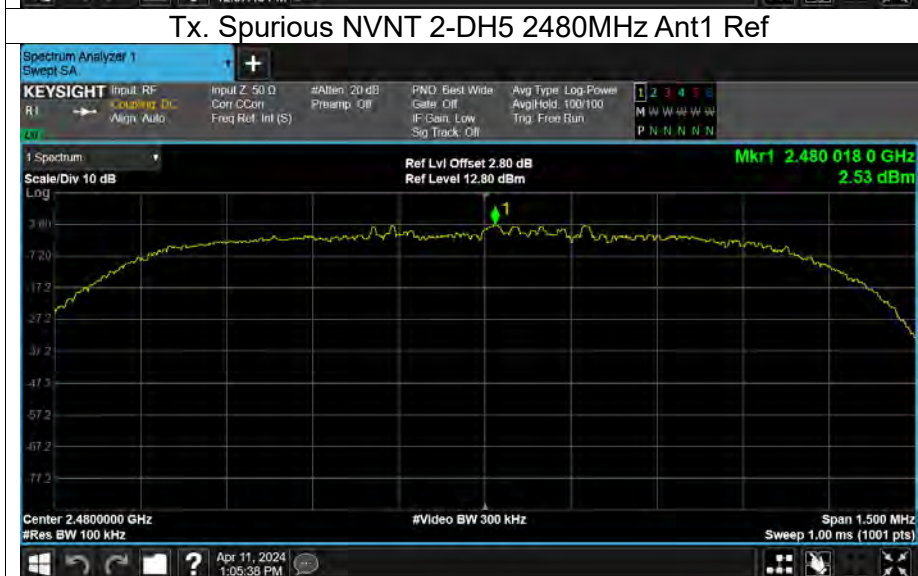 Tx. Spurious NVNT 2-DH5 2480MHz Ant1 Ref
Spectrum Analyzer 1
Swept SA
+
KEYSIGHT Input: RF
Coupling: DC
Align: Auto
Input Z: 50 Ω
Corr CCorr
Freq Ref: Int (S)
#Atten: 20 dB
Preamp: Off
PNO: Best Wide
Gate: Off
IF Gain: Low
Sig Track: Off
Avg Type: Log-Power
Avg|Hold: 100/100
Trig: Free Run
1 2 3 4 5 6
M W W W W W
P N N N N N
1 Spectrum
Scale/Div 10 dB
Log
Ref Lvl Offset 2.80 dB
Ref Level 12.80 dBm
Mkr1 2.480 018 0 GHz
2.53 dBm
1
2.80
-7.20
-17.2
-27.2
-37.2
-47.2
-57.2
-67.2
-77.2
Center 2.4800000 GHz
#Res BW 100 kHz
#Video BW 300 kHz
Span 1.500 MHz
Sweep 1.00 ms (1001 pts)
?
Apr 11, 2024
1:05:38 PM